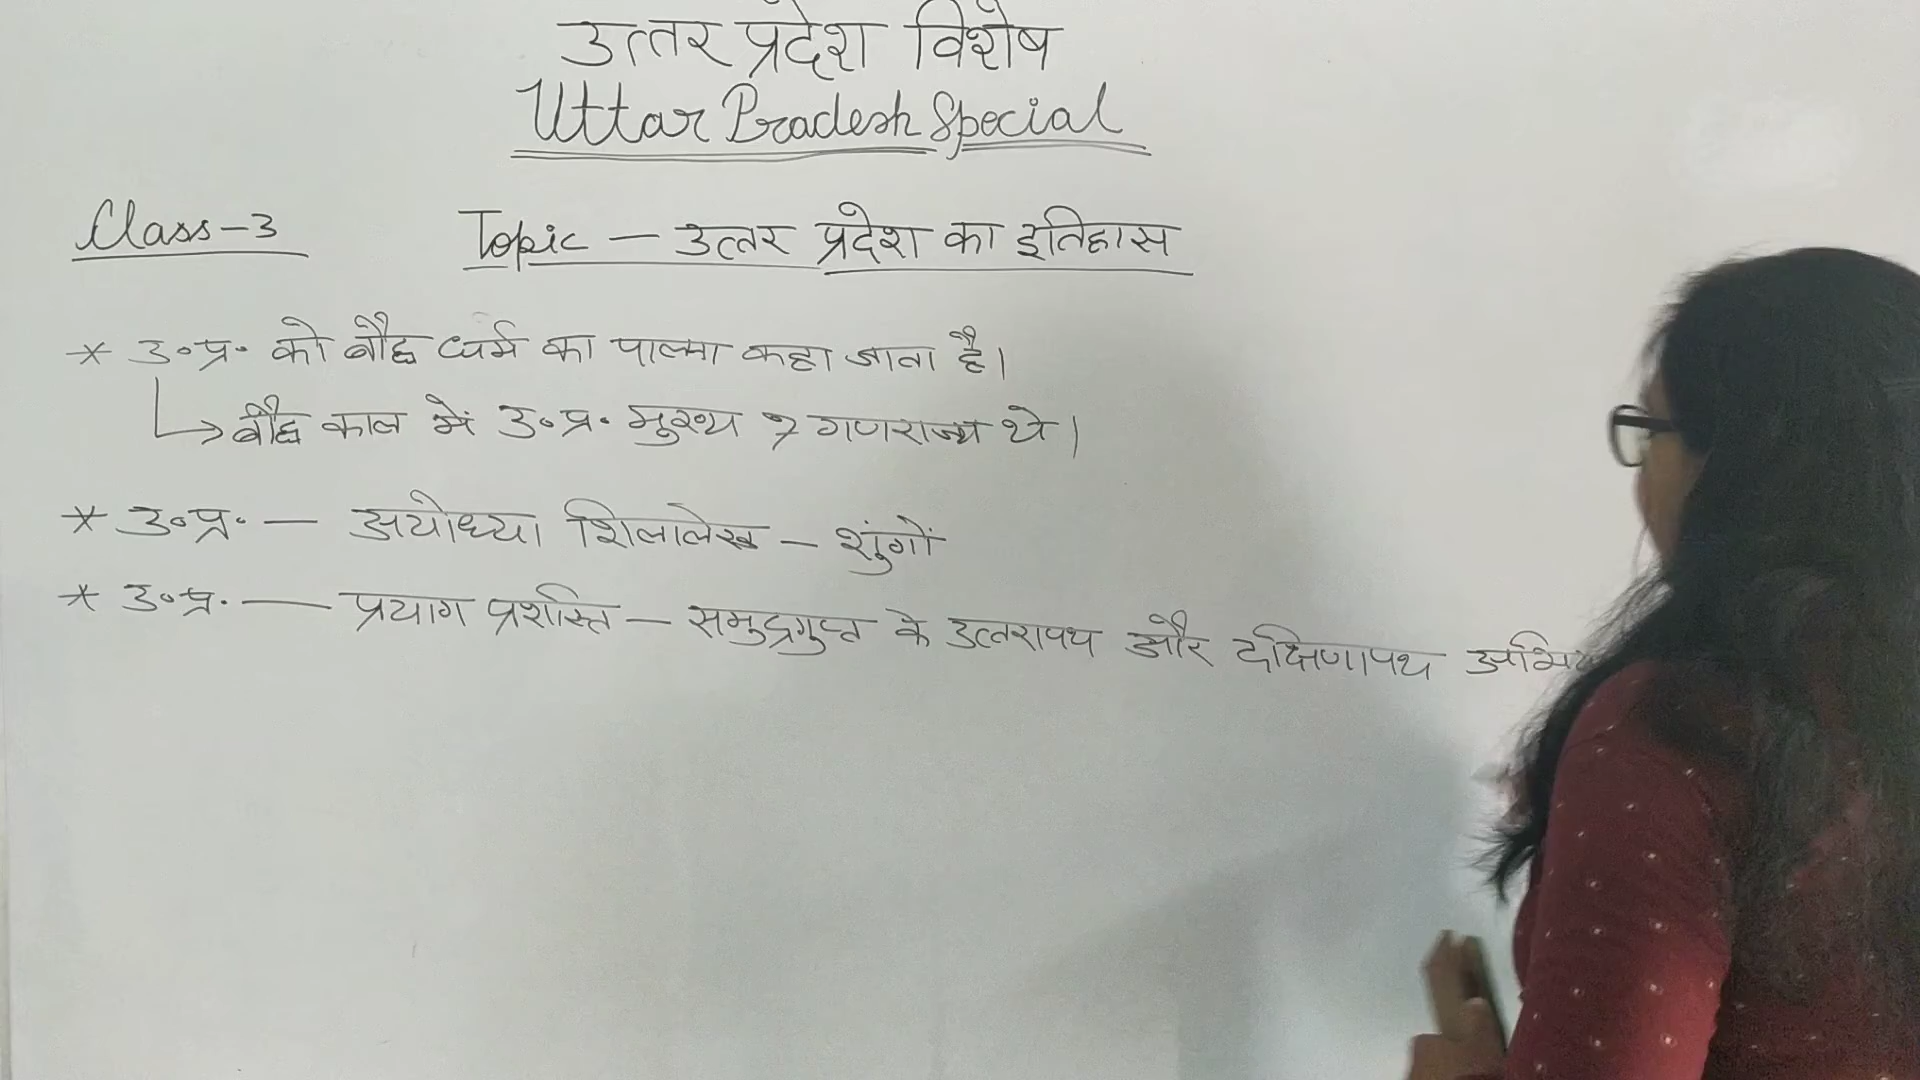 उत्तर प्रदेश विशेष
Uttar Pradesh Special
Class-3
Topic – उत्तर प्रदेश का इतिहास
* उ०प्र० को बौद्ध धर्म का पालना कहा जाता है।
↳ बौद्ध काल में उ०प्र० मुख्य 7 गणराज्य थे।
* उ०प्र० — अयोध्या शिलालेख – शुंगों
* उ०प्र० — प्रयाग प्रशस्ति – समुद्रगुप्त के उत्तरापथ और दक्षिणापथ